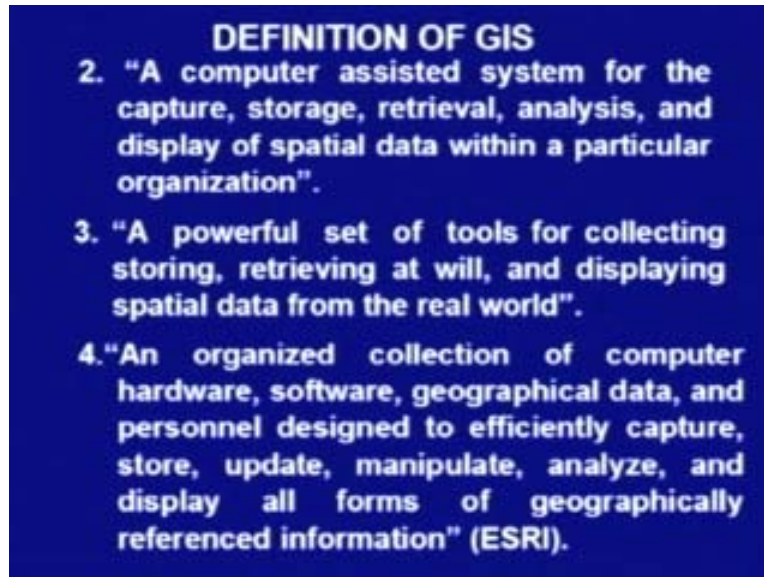 DEFINITION OF GIS
2. “A computer assisted system for the
capture, storage, retrieval, analysis, and
display of spatial data within a particular
organization”.
3. “A powerful set of tools for collecting
storing, retrieving at will, and displaying
spatial data from the real world”.
4.“An organized collection of computer
hardware, software, geographical data, and
personnel designed to efficiently capture,
store, update, manipulate, analyze, and
display all forms of geographically
referenced information” (ESRI).